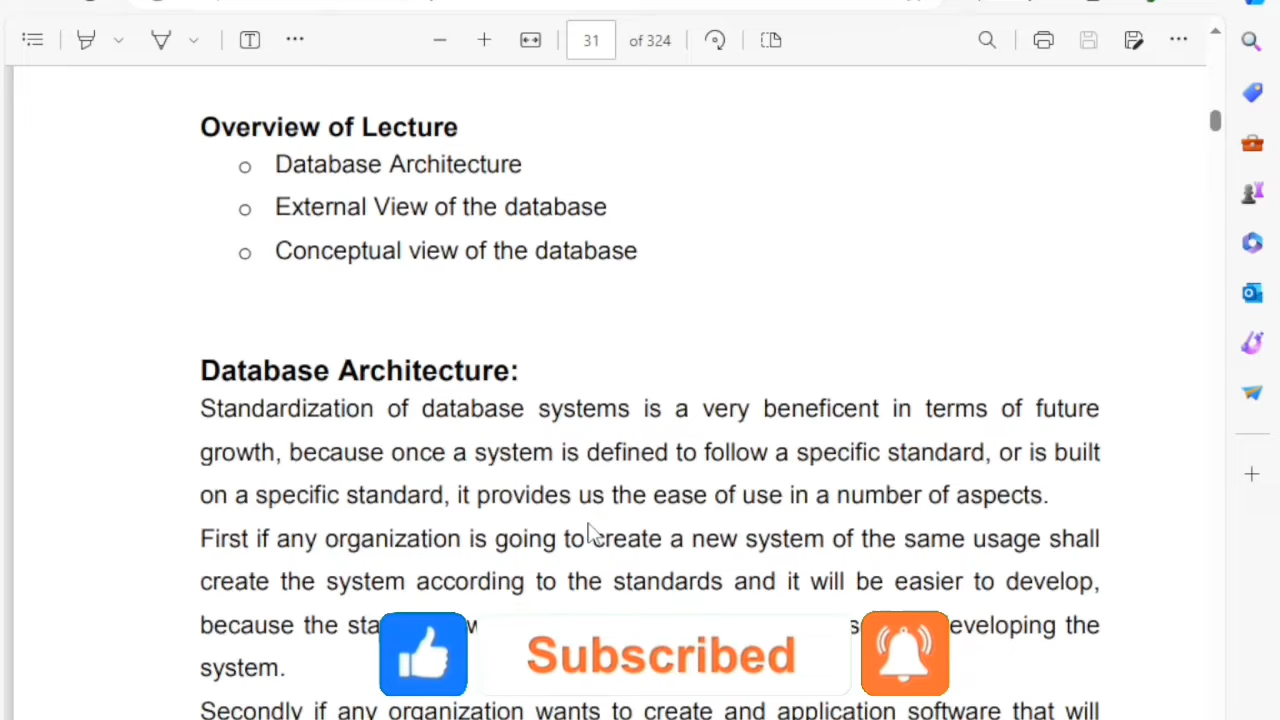 31 of 324
Overview of Lecture
o Database Architecture
o External View of the database
o Conceptual view of the database
Database Architecture:
Standardization of database systems is a very beneficent in terms of future
growth, because once a system is defined to follow a specific standard, or is built
on a specific standard, it provides us the ease of use in a number of aspects.
First if any organization is going to create a new system of the same usage shall
create the system according to the standards and it will be easier to develop,
because the developing the
Subscribed
system.
Secondly if any organization wants to create and application software that will